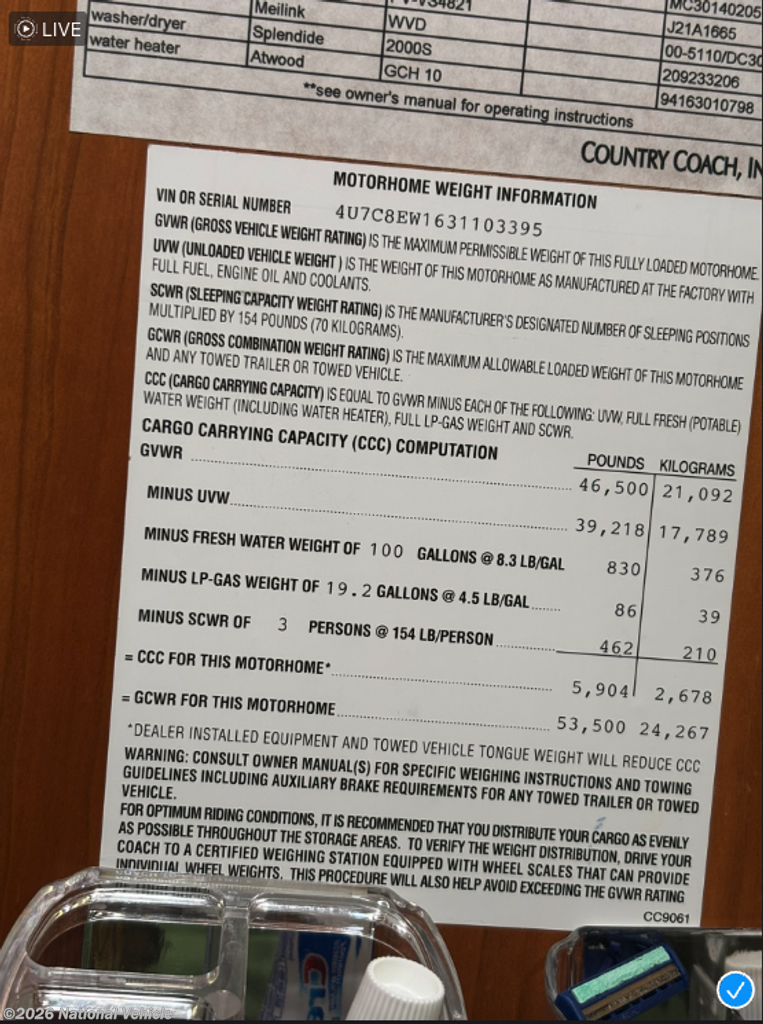 LIVE
Meilink
MC30140205
washer/dryer Splendide WVD J21A1665
water heater Atwood 2000S
GCH 10 209233206
94163010798
**see owner's manual for operating instructions
COUNTRY COACH,
MOTORHOME WEIGHT INFORMATION
VIN OR SERIAL NUMBER 4U7C8EW1631103395
GVWR (GROSS VEHICLE WEIGHT RATING) IS THE MAXIMUM PERMISSIBLE WEIGHT OF THIS FULLY LOADED MOTORHOME.
UVW (UNLOADED VEHICLE WEIGHT ) IS THE WEIGHT OF THIS MOTORHOME AS MANUFACTURED AT THE FACTORY WITH
FULL FUEL, ENGINE OIL AND COOLANTS.
SCWR (SLEEPING CAPACITY WEIGHT RATING) IS THE MANUFACTURER'S DESIGNATED NUMBER OF SLEEPING POSITIONS
MULTIPLIED BY 154 POUNDS (70 KILOGRAMS).
GCWR (GROSS COMBINATION WEIGHT RATING) IS THE MAXIMUM ALLOWABLE LOADED WEIGHT OF THIS MOTORHOME
AND ANY TOWED TRAILER OR TOWED VEHICLE.
CCC (CARGO CARRYING CAPACITY) IS EQUAL TO GVWR MINUS EACH OF THE FOLLOWING: UVW, FULL FRESH (POTABLE)
WATER WEIGHT (INCLUDING WATER HEATER), FULL LP-GAS WEIGHT AND SCWR.
CARGO CARRYING CAPACITY (CCC) COMPUTATION
POUNDS KILOGRAMS
GVWR 46,500 21,092
MINUS UVW 39,218 17,789
MINUS FRESH WATER WEIGHT OF 100 GALLONS @ 8.3 LB/GAL 830 376
MINUS LP-GAS WEIGHT OF 19.2 GALLONS @ 4.5 LB/GAL 86 39
MINUS SCWR OF 3 PERSONS @ 154 LB/PERSON 462 210
= CCC FOR THIS MOTORHOME* 5,904 2,678
= GCWR FOR THIS MOTORHOME 53,500 24,267
*DEALER INSTALLED EQUIPMENT AND TOWED VEHICLE TONGUE WEIGHT WILL REDUCE CCC
WARNING: CONSULT OWNER MANUAL(S) FOR SPECIFIC WEIGHING INSTRUCTIONS AND TOWING
GUIDELINES INCLUDING AUXILIARY BRAKE REQUIREMENTS FOR ANY TOWED TRAILER OR TOWED
VEHICLE.
FOR OPTIMUM RIDING CONDITIONS, IT IS RECOMMENDED THAT YOU DISTRIBUTE YOUR CARGO AS EVENLY
AS POSSIBLE THROUGHOUT THE STORAGE AREAS. TO VERIFY THE WEIGHT DISTRIBUTION, DRIVE YOUR
COACH TO A CERTIFIED WEIGHING STATION EQUIPPED WITH WHEEL SCALES THAT CAN PROVIDE
INDIVIDUAL WHEEL WEIGHTS. THIS PROCEDURE WILL ALSO HELP AVOID EXCEEDING THE GVWR RATING
CC9061
©2026 National Vehicle